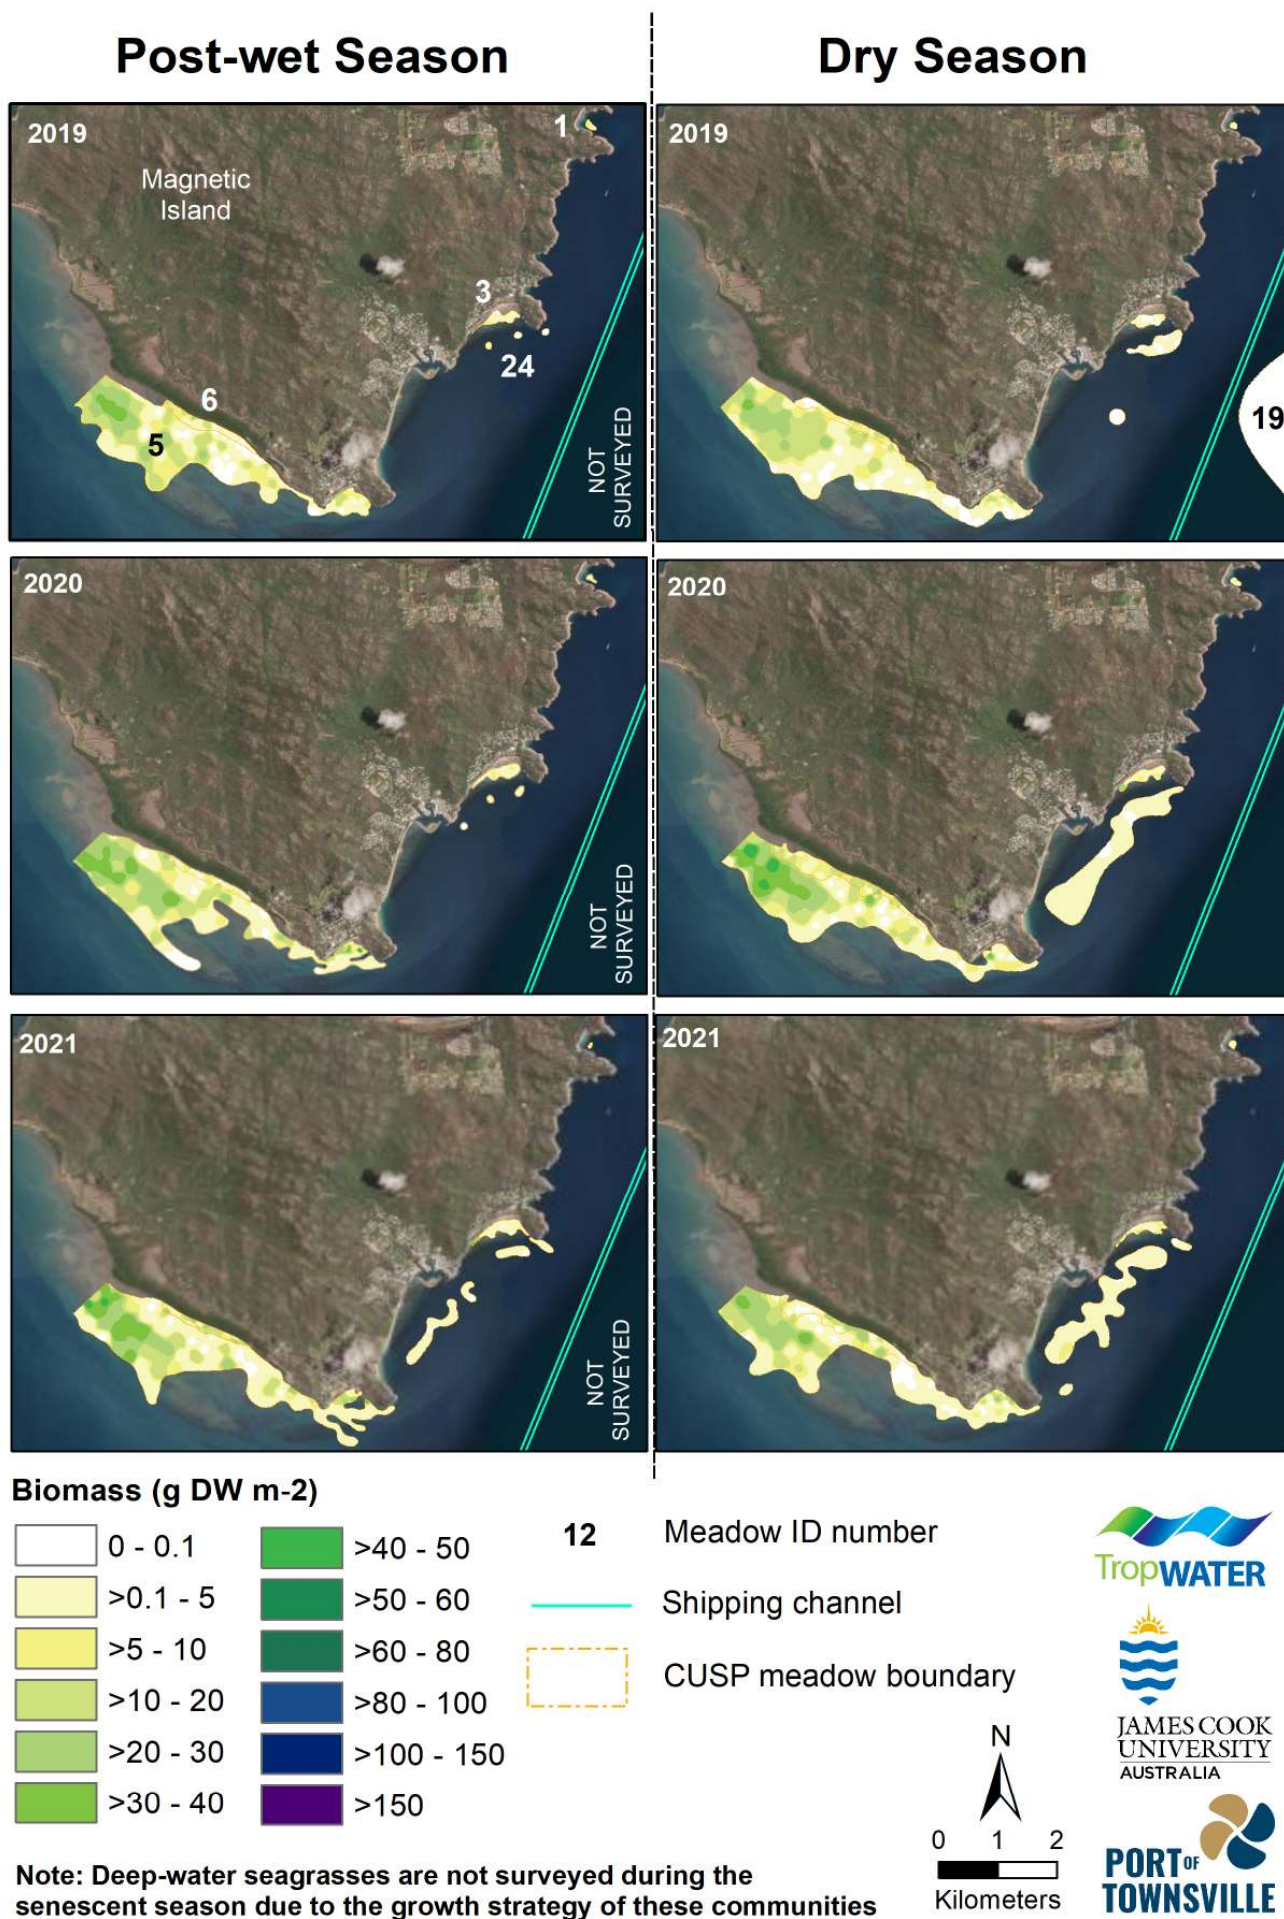 Post-wet Season
Dry Season
2019
Magnetic
Island
1
3
24
6
5
NOT
SURVEYED
2019
19
2020
NOT
SURVEYED
2020
2021
NOT
SURVEYED
2021
Biomass (g DW m-2)
0 - 0.1
>0.1 - 5
>5 - 10
>10 - 20
>20 - 30
>30 - 40
>40 - 50
>50 - 60
>60 - 80
>80 - 100
>100 - 150
>150
12 Meadow ID number
Shipping channel
CUSP meadow boundary
N
0 1 2
Kilometers
TropWATER
JAMES COOK
UNIVERSITY
AUSTRALIA
PORT OF
TOWNSVILLE
Note: Deep-water seagrasses are not surveyed during the
senescent season due to the growth strategy of these communities